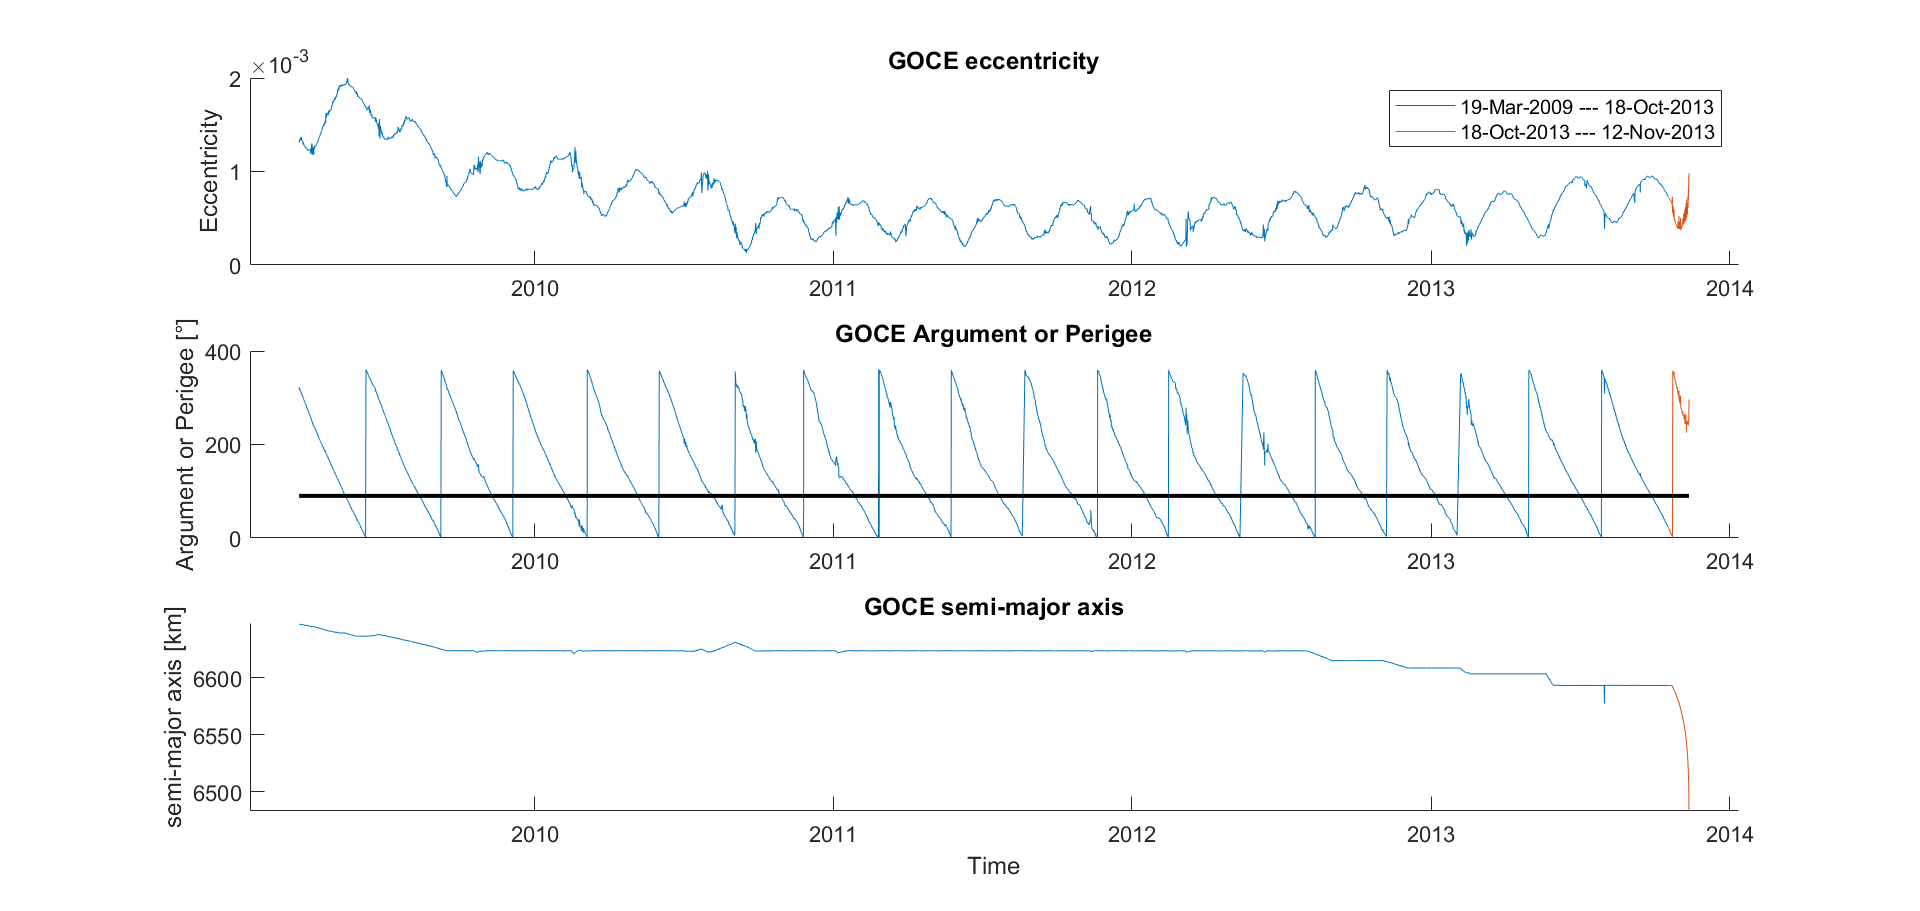 GOCE eccentricity
×10-3
2
1
0
Eccentricity
19-Mar-2009 --- 18-Oct-2013
18-Oct-2013 --- 12-Nov-2013
2010 2011 2012 2013 2014
GOCE Argument or Perigee
400
200
0
Argument or Perigee [°]
2010 2011 2012 2013 2014
GOCE semi-major axis
6600
6550
6500
semi-major axis [km]
2010 2011 2012 2013 2014
Time